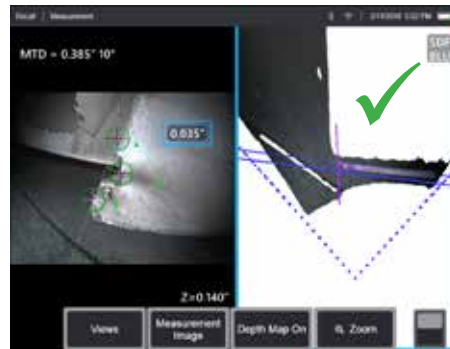 Recall | Measurement
MTD = 0.385" 10"
0.035"
Z=0.140"
Views
Measurement Image
Depth Map On
Zoom